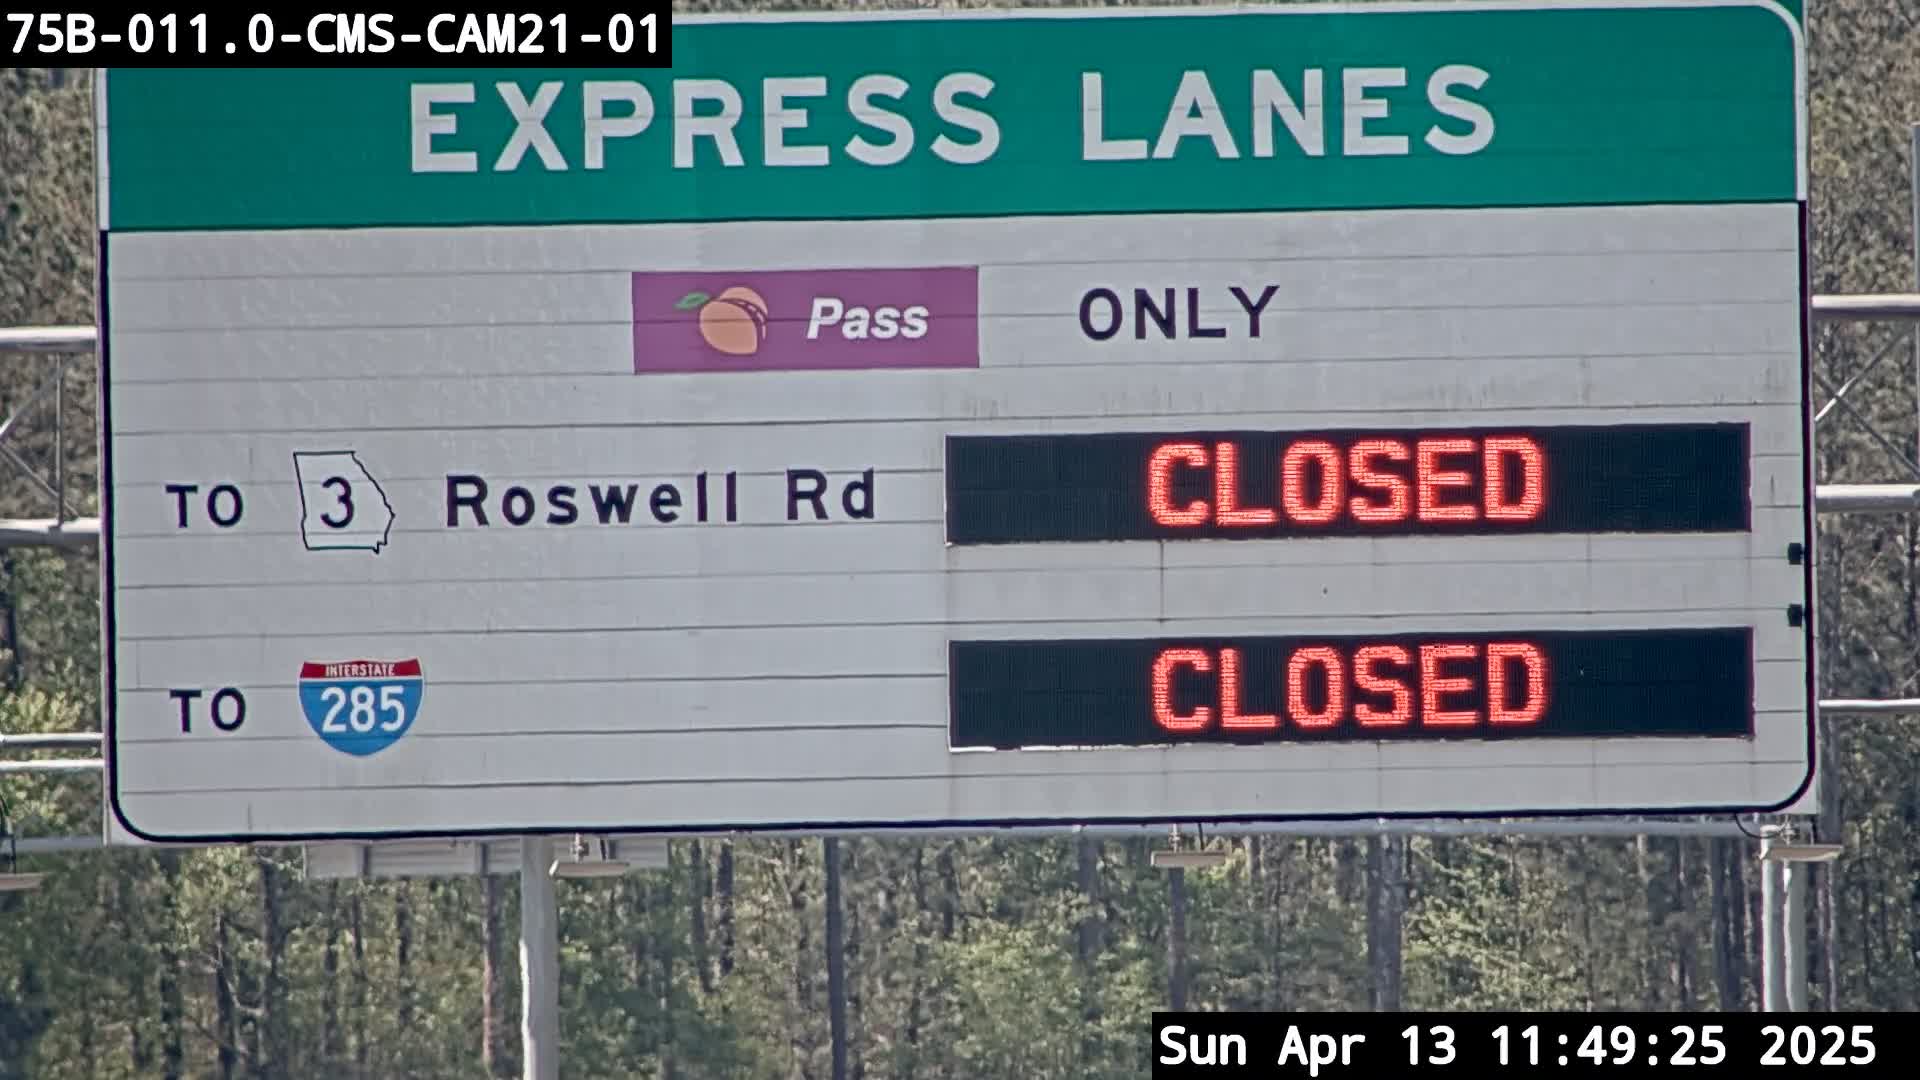 75B-011.0-CMS-CAM21-01
EXPRESS LANES
Pass ONLY
TO 3 Roswell Rd CLOSED
TO INTERSTATE 285 CLOSED
Sun Apr 13 11:49:25 2025